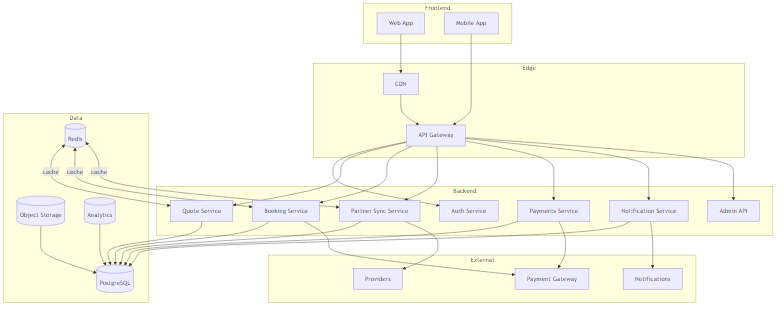 Frontend
Web App
Mobile App
Edge
CDN
API Gateway
Data
Redis
cache
cache
cache
Object Storage
Analytics
PostgreSQL
Backend
Quote Service
Booking Service
Partner Sync Service
Auth Service
Payments Service
Notification Service
Admin API
External
Providers
Payment Gateway
Notifications